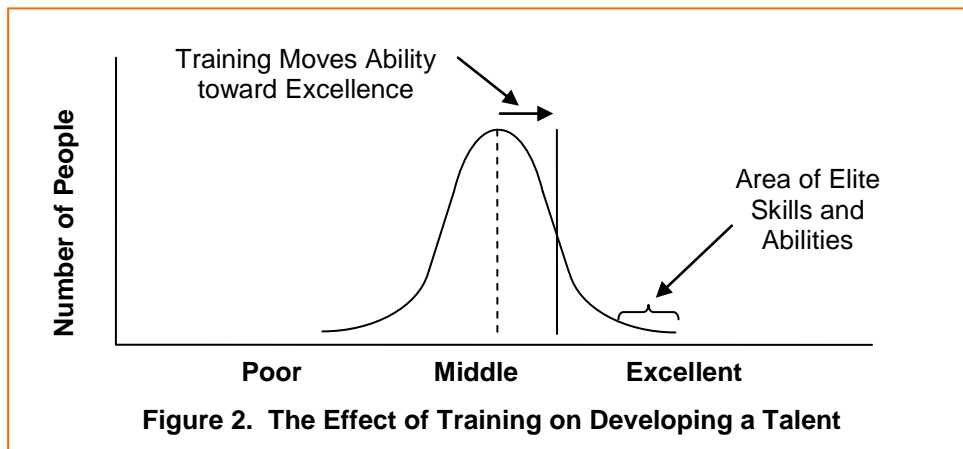 Training Moves Ability
toward Excellence
Number of People
Area of Elite
Skills and
Abilities
Poor Middle Excellent
Figure 2. The Effect of Training on Developing a Talent